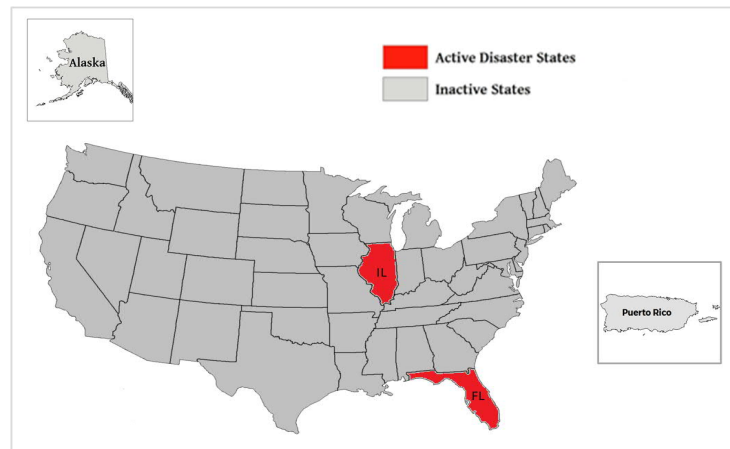 Alaska
Active Disaster States
Inactive States
IL
Puerto Rico
FL